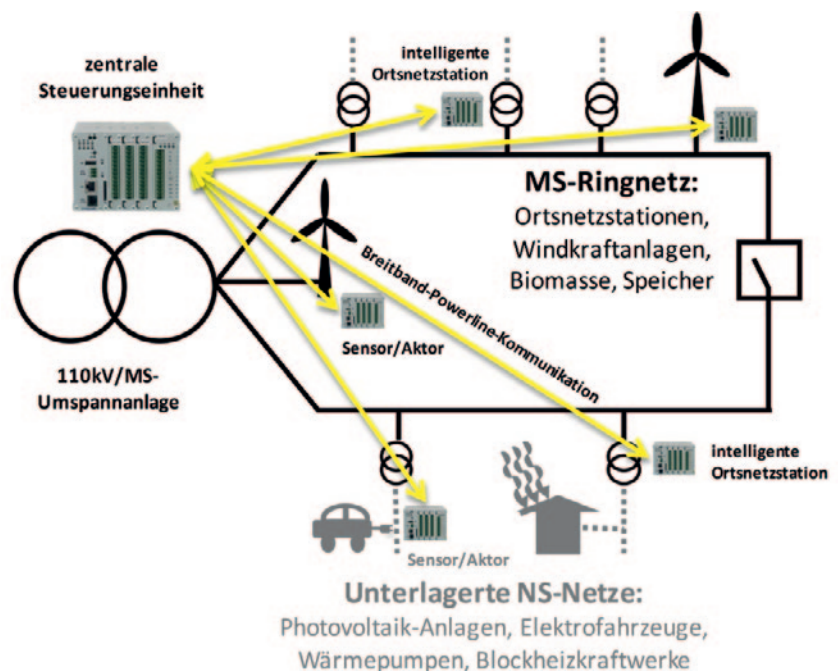 zentrale
Steuerungseinheit
intelligente
Ortsnetzstation
MS-Ringnetz:
Ortsnetzstationen,
Windkraftanlagen,
Biomasse, Speicher
Breitband-Powerline-Kommunikation
Sensor/Aktor
110kV/MS-
Umspannanlage
intelligente
Ortsnetzstation
Sensor/Aktor
Unterlagerte NS-Netze:
Photovoltaik-Anlagen, Elektrofahrzeuge,
Wärmepumpen, Blockheizkraftwerke